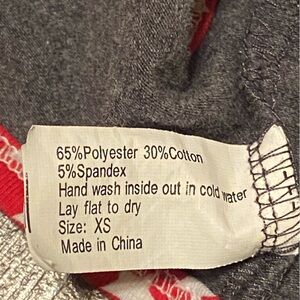 65%Polyester 30%Cotton
5%Spandex
Hand wash inside out in cold water
Lay flat to dry
Size: XS
Made in China